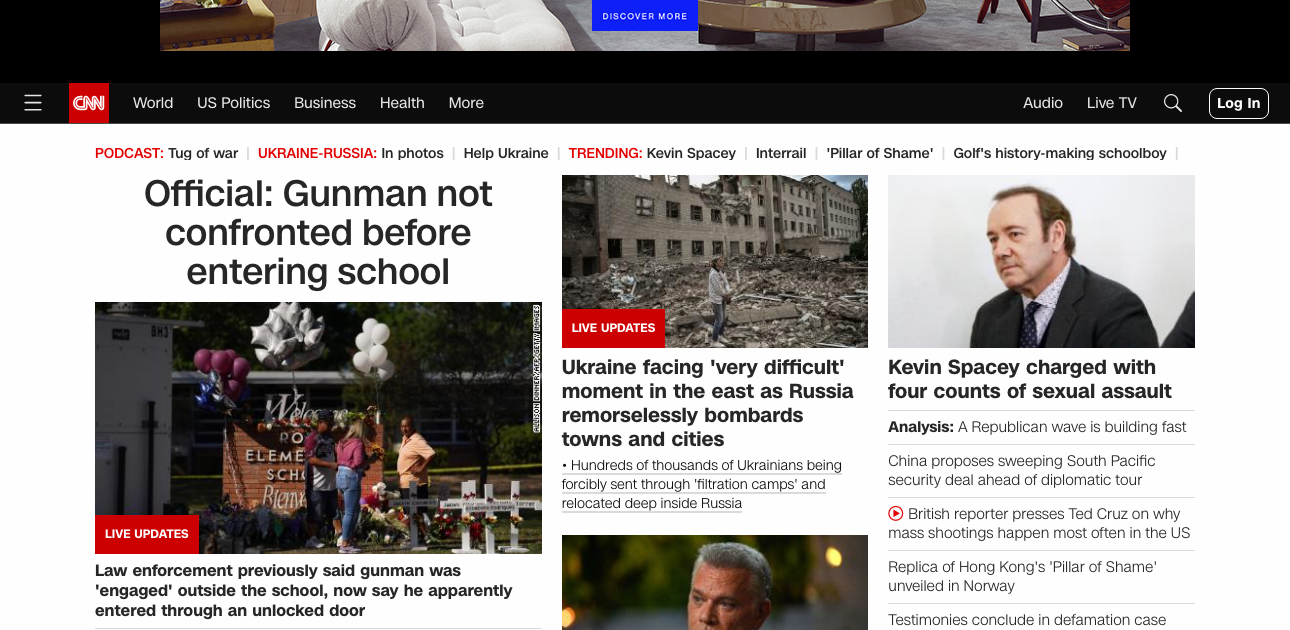 DISCOVER MORE
CNN
World
US Politics
Business
Health
More
Audio
Live TV
Log In
PODCAST: Tug of war
UKRAINE-RUSSIA: In photos
Help Ukraine
TRENDING: Kevin Spacey
Interrail
'Pillar of Shame'
Golf's history-making schoolboy
Official: Gunman not
confronted before
entering school
BH3
ALLISON DINNER/AFP/GETTY IMAGES
Welcome
RO
ELEME
SCHO
Bienve
LIVE UPDATES
Law enforcement previously said gunman was
'engaged' outside the school, now say he apparently
entered through an unlocked door
LIVE UPDATES
Ukraine facing 'very difficult'
moment in the east as Russia
remorselessly bombards
towns and cities
• Hundreds of thousands of Ukrainians being
forcibly sent through 'filtration camps' and
relocated deep inside Russia
Kevin Spacey charged with
four counts of sexual assault
Analysis: A Republican wave is building fast
China proposes sweeping South Pacific
security deal ahead of diplomatic tour
British reporter presses Ted Cruz on why
mass shootings happen most often in the US
Replica of Hong Kong's 'Pillar of Shame'
unveiled in Norway
Testimonies conclude in defamation case